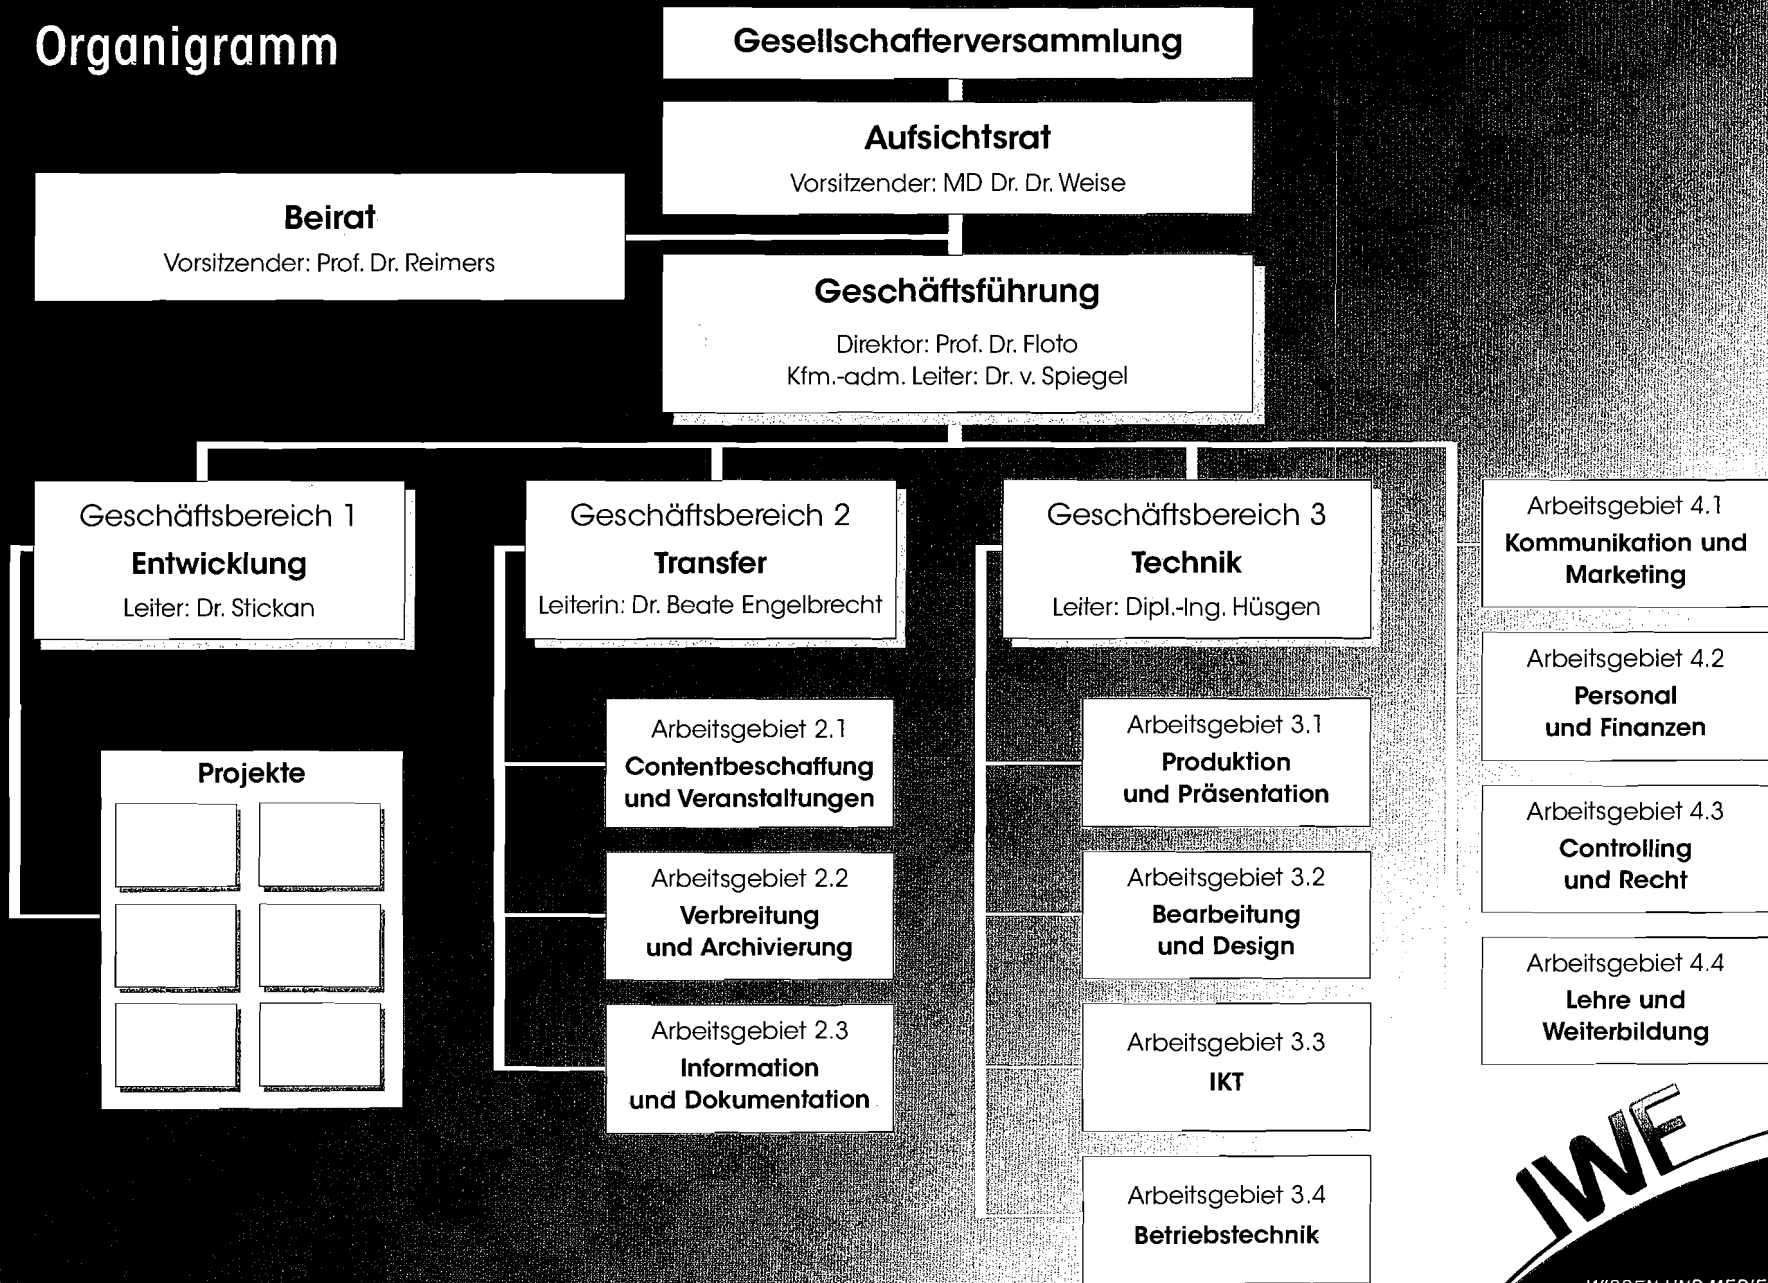 Organigramm
Gesellschafterversammlung
Aufsichtsrat
Vorsitzender: MD Dr. Dr. Weise
Beirat
Vorsitzender: Prof. Dr. Reimers
Geschäftsführung
Direktor: Prof. Dr. Floto
Kfm.-adm. Leiter: Dr. v. Spiegel
Geschäftsbereich 1
Entwicklung
Leiter: Dr. Stickan
Projekte
Geschäftsbereich 2
Transfer
Leiterin: Dr. Beate Engelbrecht
Arbeitsgebiet 2.1
Contentbeschaffung
und Veranstaltungen
Arbeitsgebiet 2.2
Verbreitung
und Archivierung
Arbeitsgebiet 2.3
Information
und Dokumentation
Geschäftsbereich 3
Technik
Leiter: Dipl.-Ing. Hüsgen
Arbeitsgebiet 3.1
Produktion
und Präsentation
Arbeitsgebiet 3.2
Bearbeitung
und Design
Arbeitsgebiet 3.3
IKT
Arbeitsgebiet 3.4
Betriebstechnik
Arbeitsgebiet 4.1
Kommunikation und
Marketing
Arbeitsgebiet 4.2
Personal
und Finanzen
Arbeitsgebiet 4.3
Controlling
und Recht
Arbeitsgebiet 4.4
Lehre und
Weiterbildung
IWF
WISSEN UND MEDIE